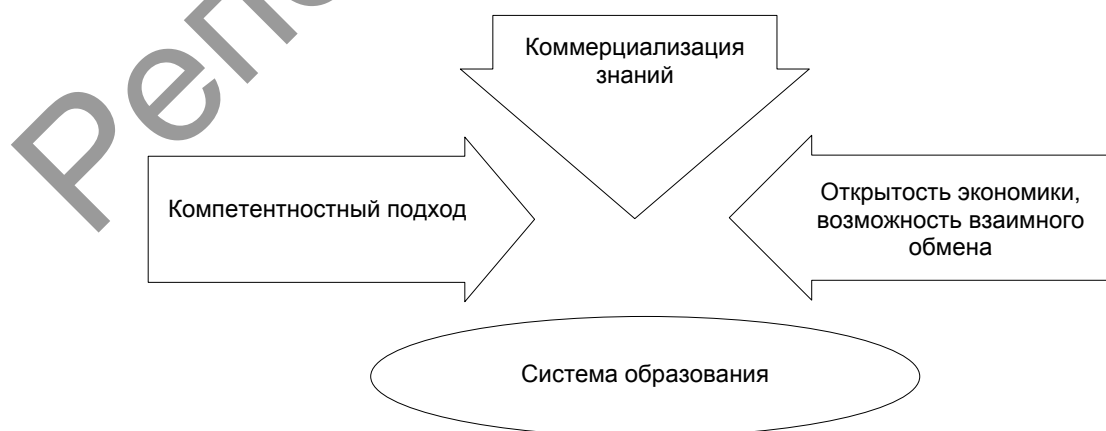 Коммерциализация
знаний
Компетентностный подход
Открытость экономики,
возможность взаимного
обмена
Система образования